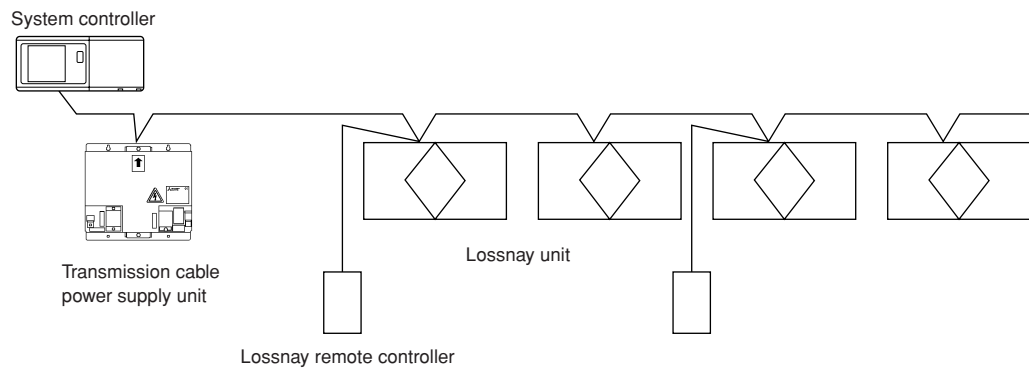 System controller
Transmission cable
power supply unit
Lossnay unit
Lossnay remote controller